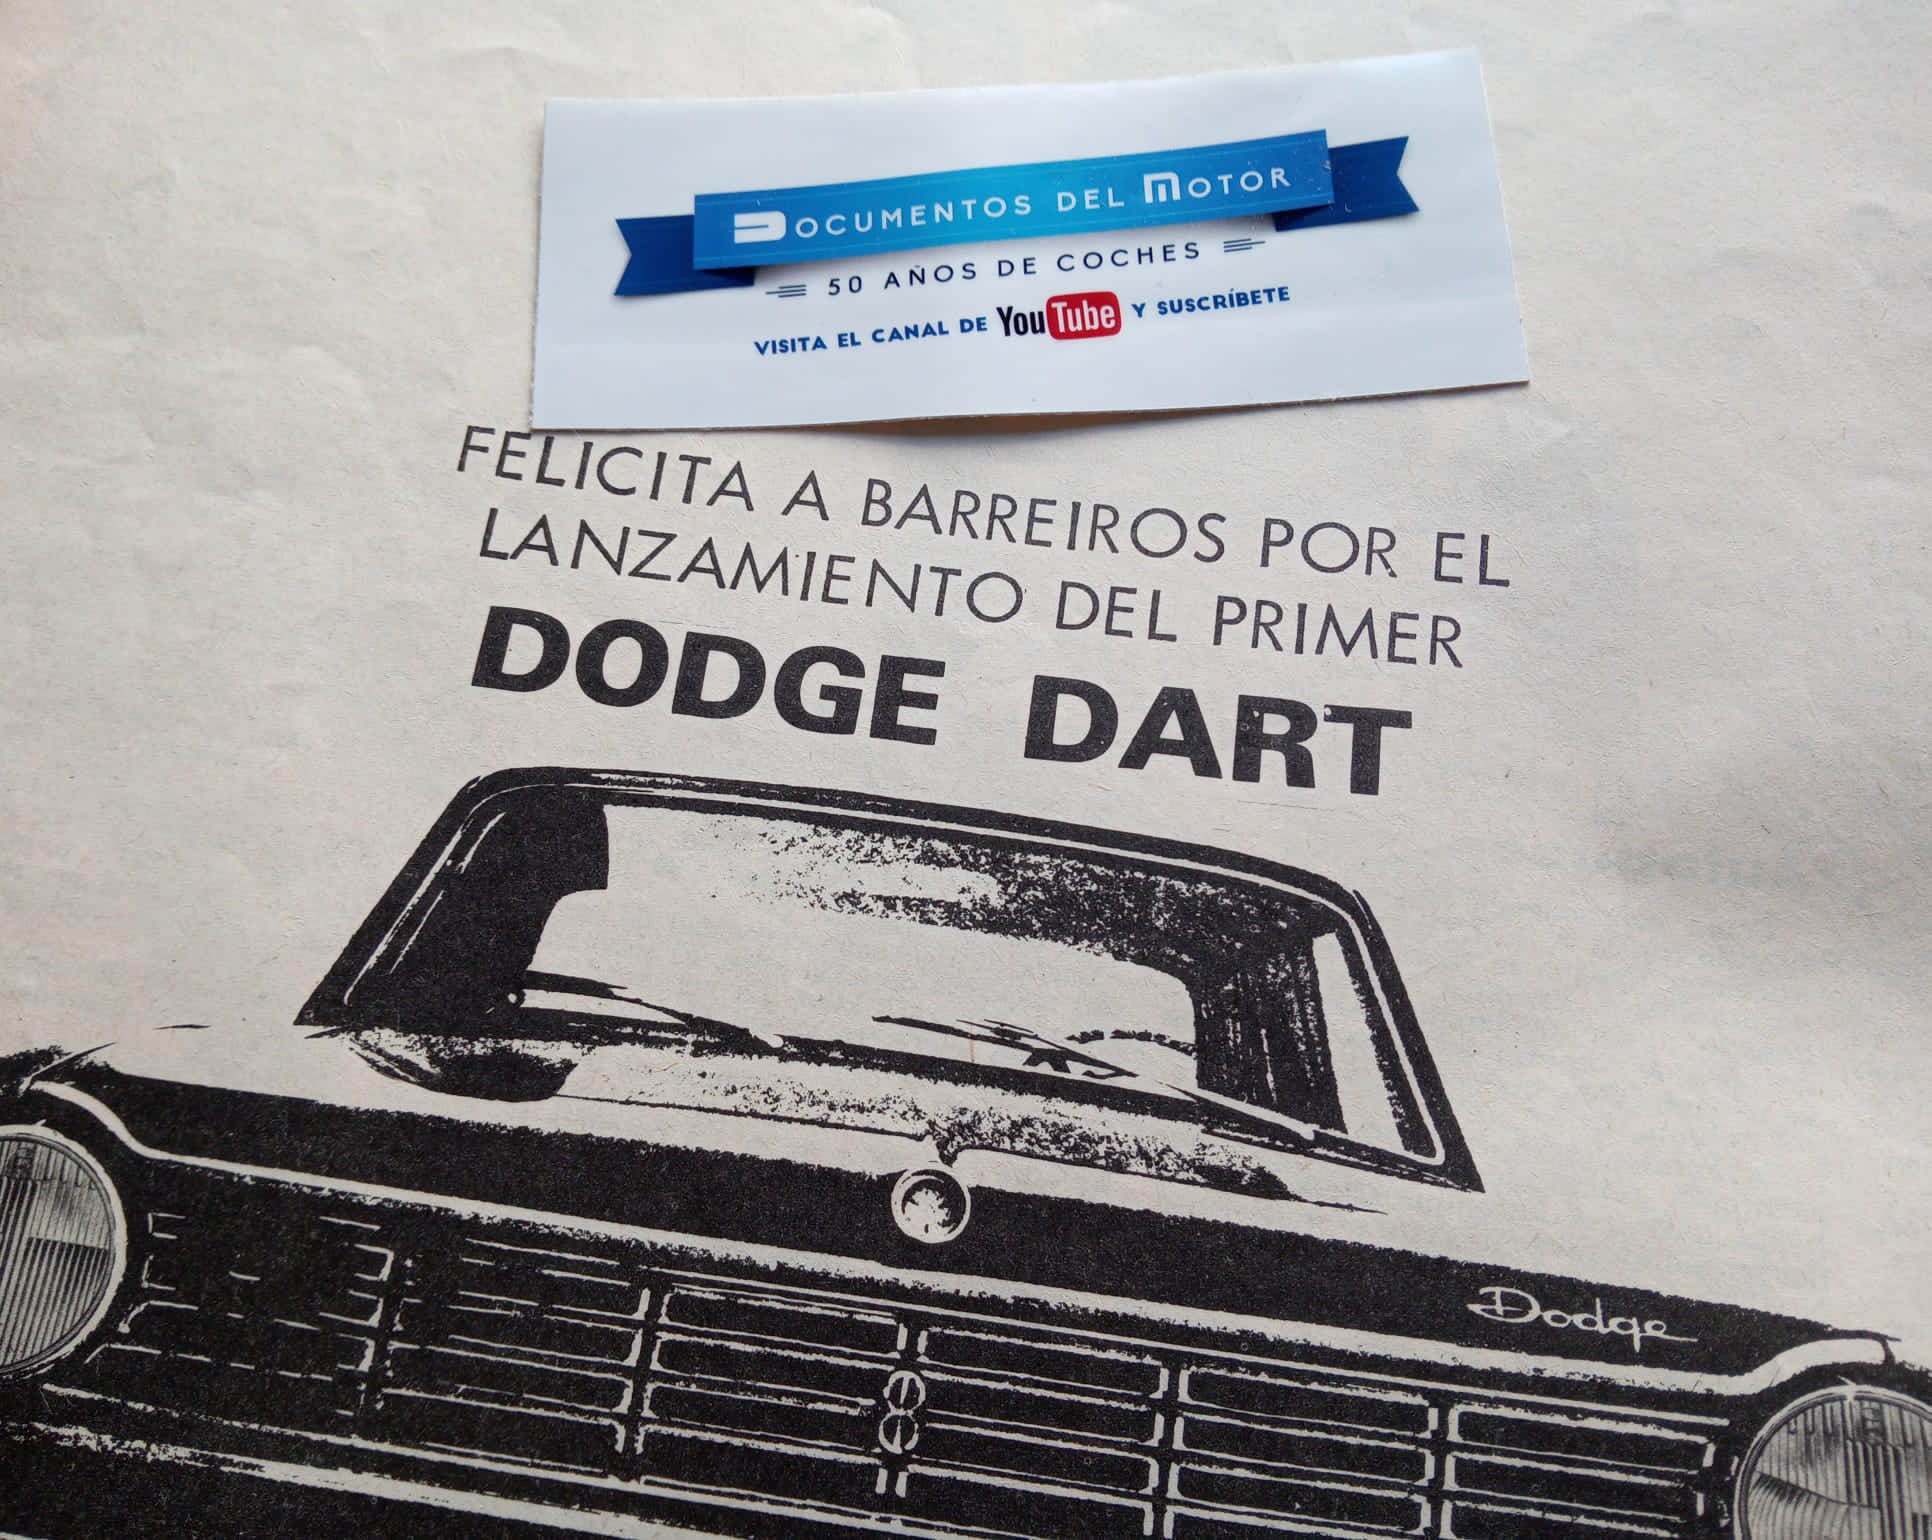 DOCUMENTOS DEL MOTOR
50 AÑOS DE COCHES
VISITA EL CANAL DE YouTube Y SUSCRÍBETE
FELICITA A BARREIROS POR EL
LANZAMIENTO DEL PRIMER
DODGE DART
Dodge